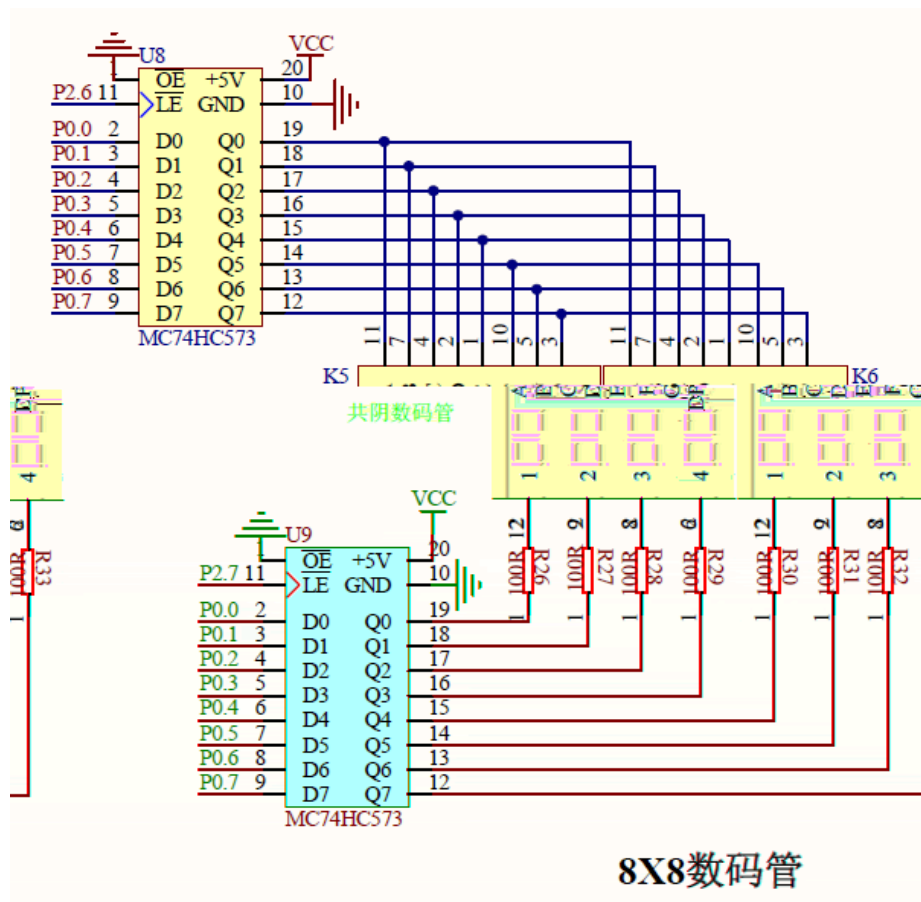 U8
VCC
1 OE +5V 20
P2.6 11 LE GND 10
P0.0 2 D0 Q0 19
P0.1 3 D1 Q1 18
P0.2 4 D2 Q2 17
P0.3 5 D3 Q3 16
P0.4 6 D4 Q4 15
P0.5 7 D5 Q5 14
P0.6 8 D6 Q6 13
P0.7 9 D7 Q7 12
MC74HC573
11 7 4 2 1 10 5 3
11 7 4 2 1 10 5 3
K5
K6
共阴数码管
DP
4
1 2 3 4
1 2 3
12 9 8 6
12 9 8
R33
R26 R27 R28 R29 R30 R31 R32
100R 100R 100R 100R 100R 100R 100R
1 1 1 1 1 1 1
1
U9
VCC
OE +5V 20
P2.7 11 LE GND 10
P0.0 2 D0 Q0 19
P0.1 3 D1 Q1 18
P0.2 4 D2 Q2 17
P0.3 5 D3 Q3 16
P0.4 6 D4 Q4 15
P0.5 7 D5 Q5 14
P0.6 8 D6 Q6 13
P0.7 9 D7 Q7 12
MC74HC573
8X8数码管